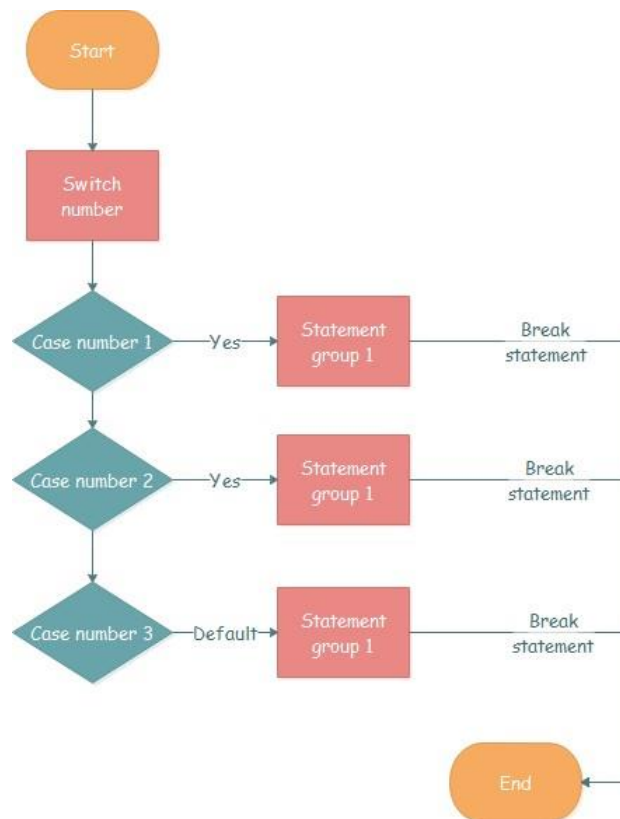 Start
Switch
number
Case number 1
Yes
Statement
group 1
Break
statement
Case number 2
Yes
Statement
group 1
Break
statement
Case number 3
Default
Statement
group 1
Break
statement
End